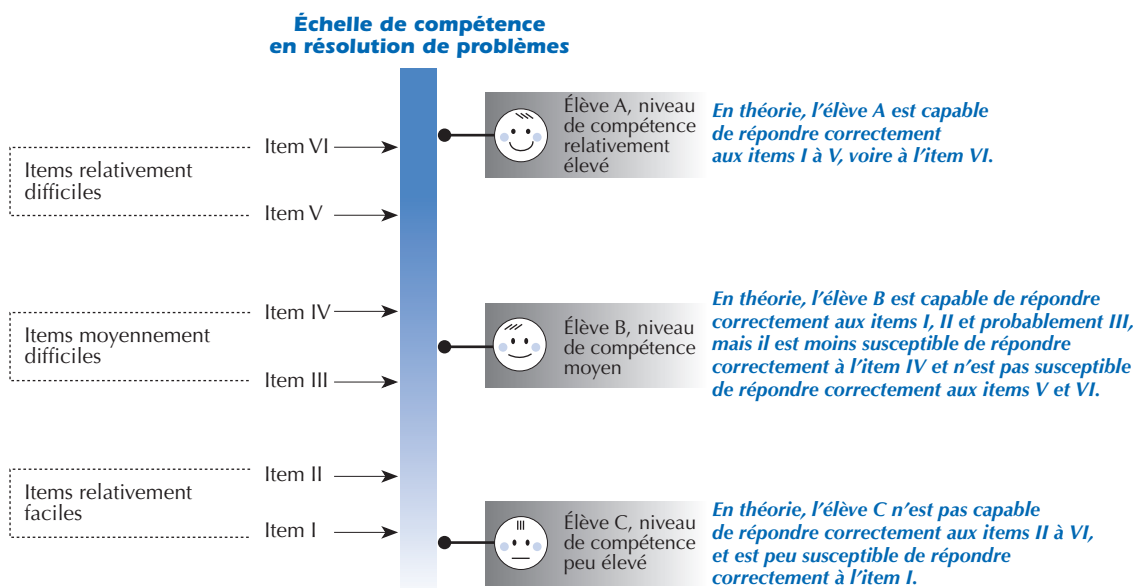 Échelle de compétence
en résolution de problèmes
Élève A, niveau
de compétence
relativement
élevé
En théorie, l'élève A est capable
de répondre correctement
aux items I à V, voire à l'item VI.
Item VI
Items relativement
difficiles
Item V
Item IV
Items moyennement
difficiles
Item III
Élève B, niveau
de compétence
moyen
En théorie, l'élève B est capable de répondre
correctement aux items I, II et probablement III,
mais il est moins susceptible de répondre
correctement à l'item IV et n'est pas susceptible
de répondre correctement aux items V et VI.
Item II
Items relativement
faciles
Item I
Élève C, niveau
de compétence
peu élevé
En théorie, l'élève C n'est pas capable
de répondre correctement aux items II à VI,
et est peu susceptible de répondre
correctement à l'item I.